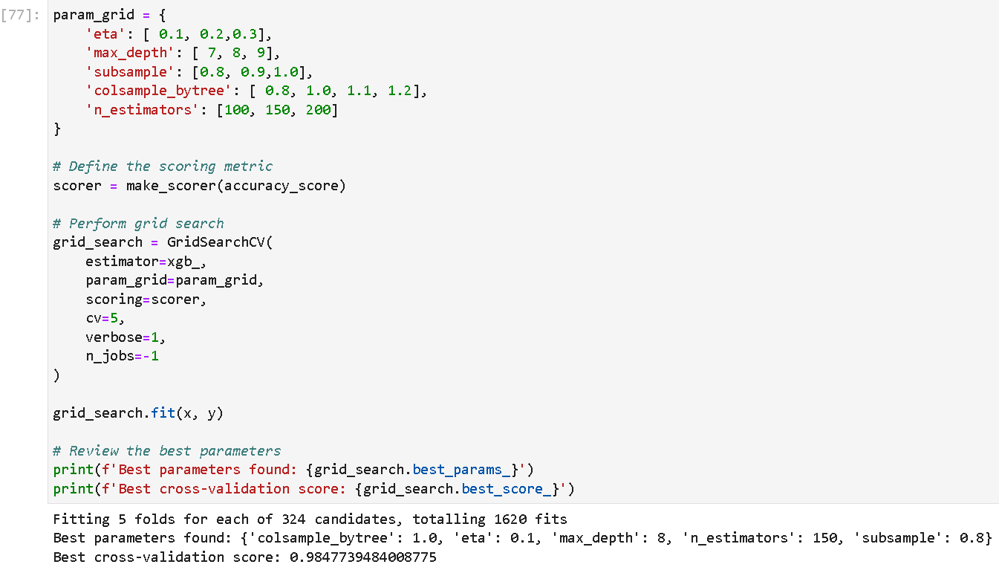 [77]: param_grid = {
    'eta': [ 0.1, 0.2,0.3],
    'max_depth': [ 7, 8, 9],
    'subsample': [0.8, 0.9,1.0],
    'colsample_bytree': [ 0.8, 1.0, 1.1, 1.2],
    'n_estimators': [100, 150, 200]
}
# Define the scoring metric
scorer = make_scorer(accuracy_score)
# Perform grid search
grid_search = GridSearchCV(
    estimator=xgb_,
    param_grid=param_grid,
    scoring=scorer,
    cv=5,
    verbose=1,
    n_jobs=-1
)
grid_search.fit(x, y)
# Review the best parameters
print(f'Best parameters found: {grid_search.best_params_}')
print(f'Best cross-validation score: {grid_search.best_score_}')
Fitting 5 folds for each of 324 candidates, totalling 1620 fits
Best parameters found: {'colsample_bytree': 1.0, 'eta': 0.1, 'max_depth': 8, 'n_estimators': 150, 'subsample': 0.8}
Best cross-validation score: 0.9847739484008775